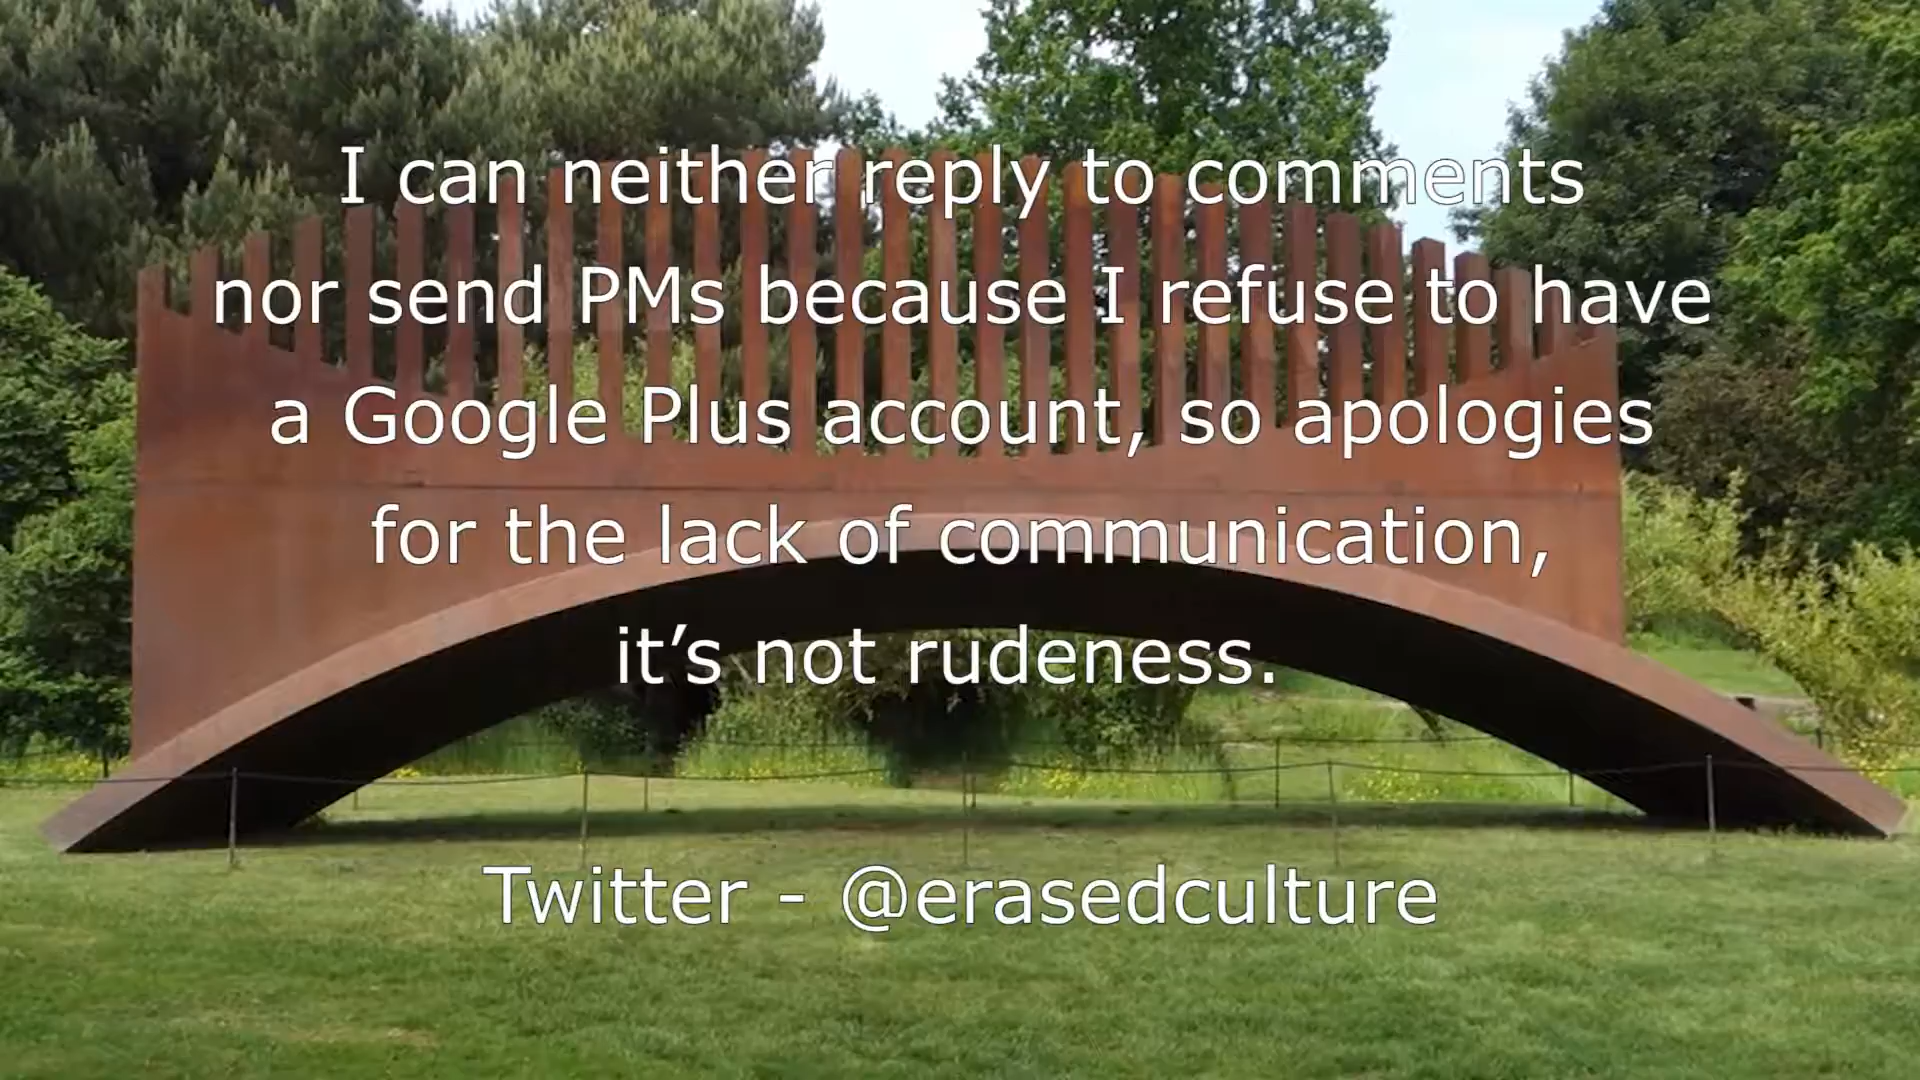 I can neither reply to comments
nor send PMs because I refuse to have
a Google Plus account, so apologies
for the lack of communication,
it’s not rudeness.
Twitter - @erasedculture